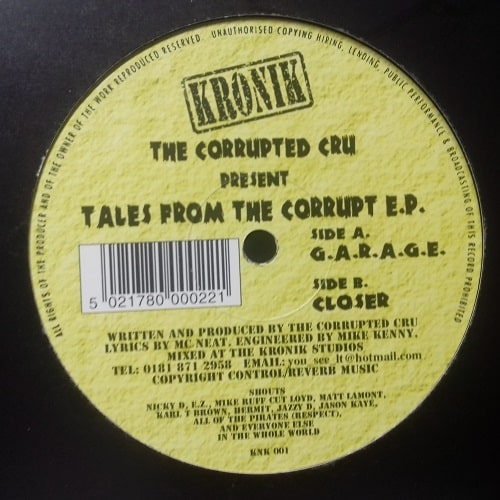 ALL RIGHTS OF THE PRODUCER AND OF THE OWNER OF THE WORK REPRODUCED RESERVED. UNAUTHORISED COPYING HIRING, LENDING, PUBLIC PERFORMANCE & BROADCASTING OF THIS RECORD PROHIBITED
KRONIK
THE CORRUPTED CRU
PRESENT
TALES FROM THE CORRUPT E.P.
SIDE A.
G.A.R.A.G.E.
SIDE B.
CLOSER
5 021780 000221
WRITTEN AND PRODUCED BY THE CORRUPTED CRU
LYRICS BY MC NEAT, ENGINEERED BY MIKE KENNY,
MIXED AT THE KRONIK STUDIOS
TEL: 0181 871 2958 EMAIL: you_see_it@hotmail.com
COPYRIGHT CONTROL/REVERB MUSIC
SHOUTS
NICKY D, E.Z., MIKE RUFF CUT LOYD, MATT LAMONT,
KARL T BROWN, HERMIT, JAZZY D, JASON KAYE,
ALL OF THE PIRATES (RESPECT),
AND EVERYONE ELSE
IN THE WHOLE WORLD
KNK 001